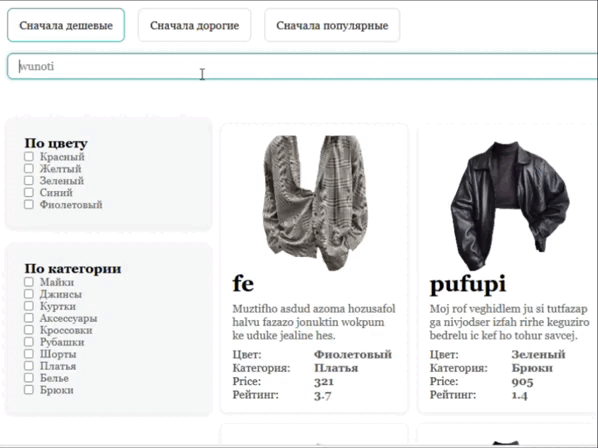 Сначала дешевые
Сначала дорогие
Сначала популярные
wunoti
По цвету
Красный
Желтый
Зеленый
Синий
Фиолетовый
По категории
Майки
Джинсы
Куртки
Аксессуары
Кроссовки
Рубашки
Шорты
Платья
Белье
Брюки
fe
Muztifho asdud azoma hozusafol
halvu fazazo jonuktin wokpum
ke uduke jealine hes.
Цвет: Фиолетовый
Категория: Платья
Price: 321
Рейтинг: 3.7
pufupi
Moj rof veghidlem ju si tutfazap
ga nivjodser izfah rirhe keguziro
bedrelu ic kef ho tohur savcej.
Цвет: Зеленый
Категория: Брюки
Price: 905
Рейтинг: 1.4